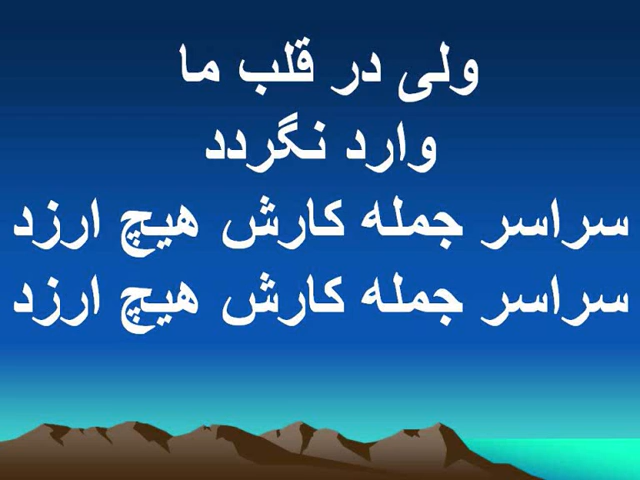 ولی در قلب ما
وارد نگردد
سراسر جمله کارش هیچ ارزد
سراسر جمله کارش هیچ ارزد